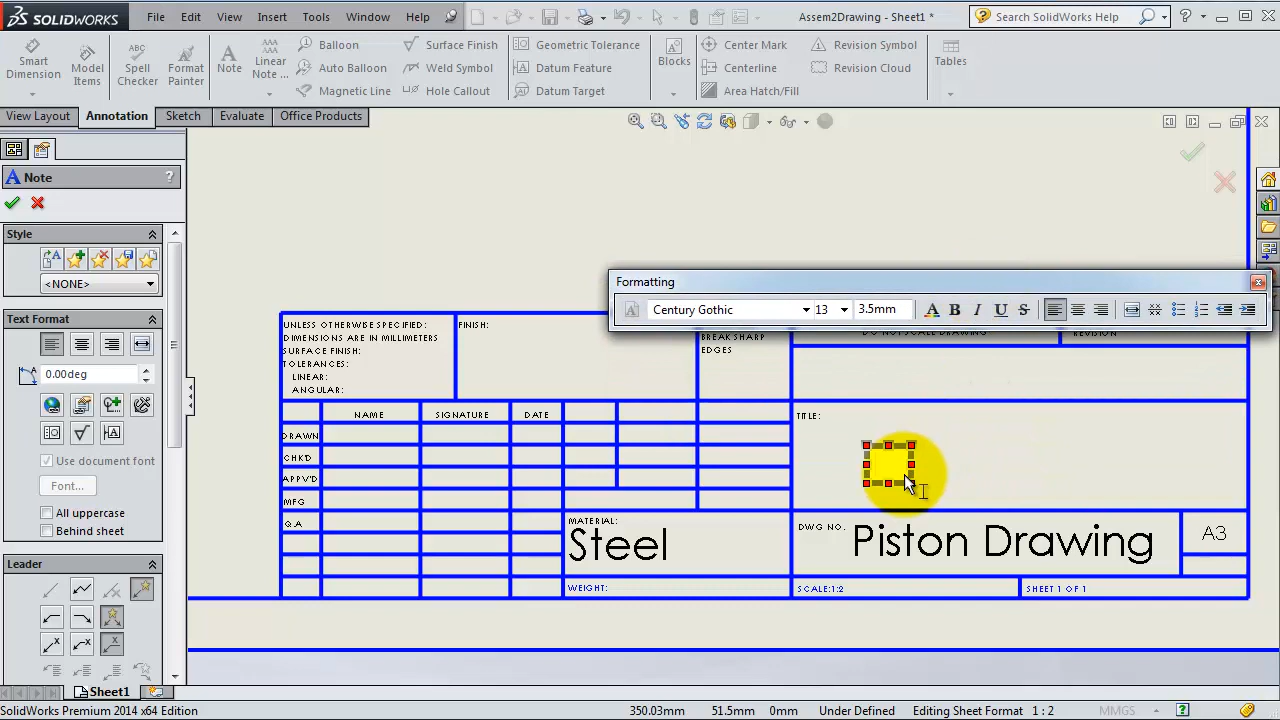 SOLIDWORKS File Edit View Insert Tools Window Help Assem2Drawing - Sheet1 * Search SolidWorks Help
Smart Dimension
Model Items
ABC
Spell Checker
Format Painter
A
Note
AAA
AAA
Linear Note ...
Balloon
Auto Balloon
Magnetic Line
Surface Finish
Weld Symbol
Hole Callout
Geometric Tolerance
Datum Feature
Datum Target
Blocks
Center Mark
Centerline
Area Hatch/Fill
Revision Symbol
Revision Cloud
Tables
View Layout Annotation Sketch Evaluate Office Products
A Note ?
Style
<NONE>
Text Format
0.00deg
Use document font
Font...
All uppercase
Behind sheet
Leader
Formatting
Century Gothic 13 3.5mm A B I U S
UNLESS OTHERWISE SPECIFIED:
DIMENSIONS ARE IN MILLIMETERS
SURFACE FINISH:
TOLERANCES:
LINEAR:
ANGULAR:
FINISH:
BREAK SHARP
EDGES
DO NOT SCALE DRAWING
REVISION
NAME SIGNATURE DATE
DRAWN
CHK'D
APPV'D
MFG
Q.A
TITLE:
MATERIAL:
Steel
DWG NO.
Piston Drawing
A3
WEIGHT:
SCALE:1:2
SHEET 1 OF 1
Sheet1
SolidWorks Premium 2014 x64 Edition 350.03mm 51.5mm 0mm Under Defined Editing Sheet Format 1 : 2 MMGS